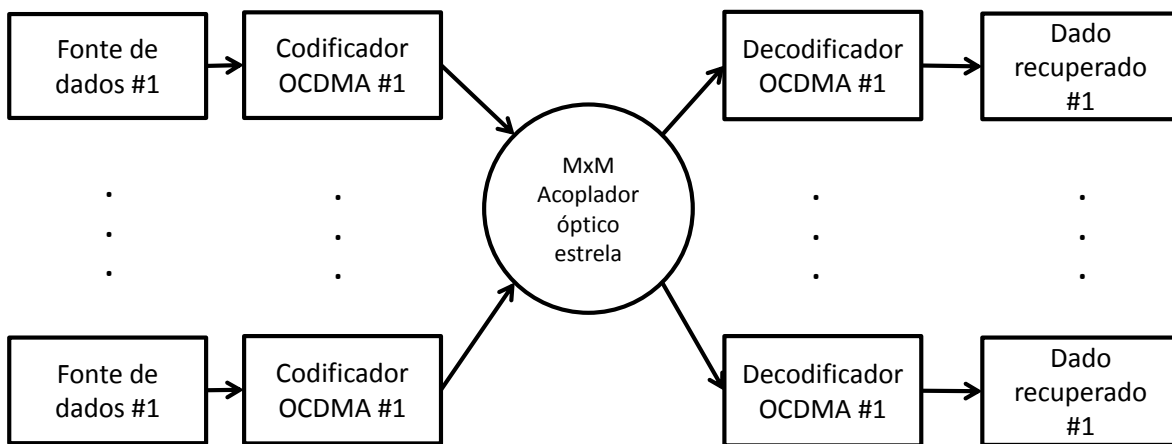 Fonte de
dados #1
Codificador
OCDMA #1
Decodificador
OCDMA #1
Dado
recuperado
#1
MxM
Acoplador
óptico
estrela
Fonte de
dados #1
Codificador
OCDMA #1
Decodificador
OCDMA #1
Dado
recuperado
#1